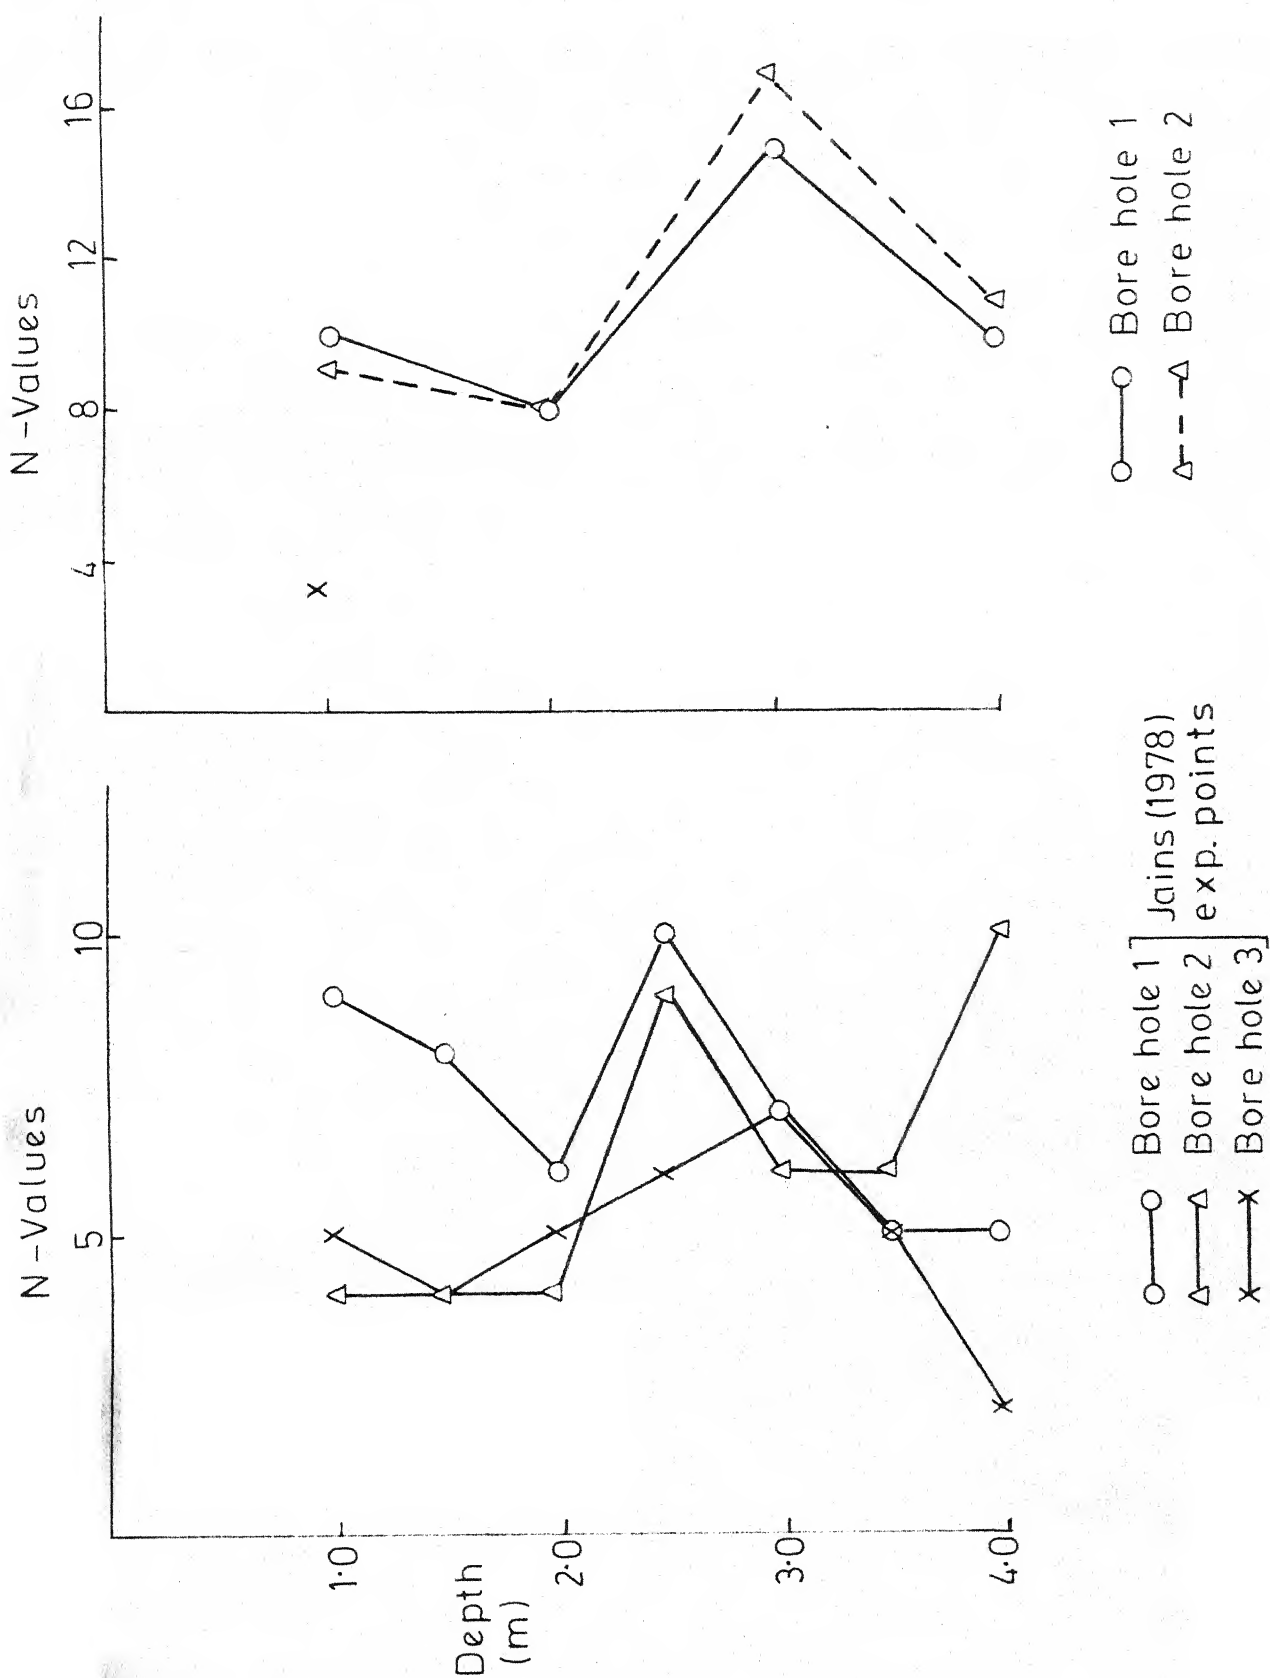 N-Values
5
10
Depth
(m)
1.0
2.0
3.0
4.0
Bore hole 1
Bore hole 2
Bore hole 3
Jains (1978)
exp. points
N-Values
4
8
12
16
Bore hole 1
Bore hole 2